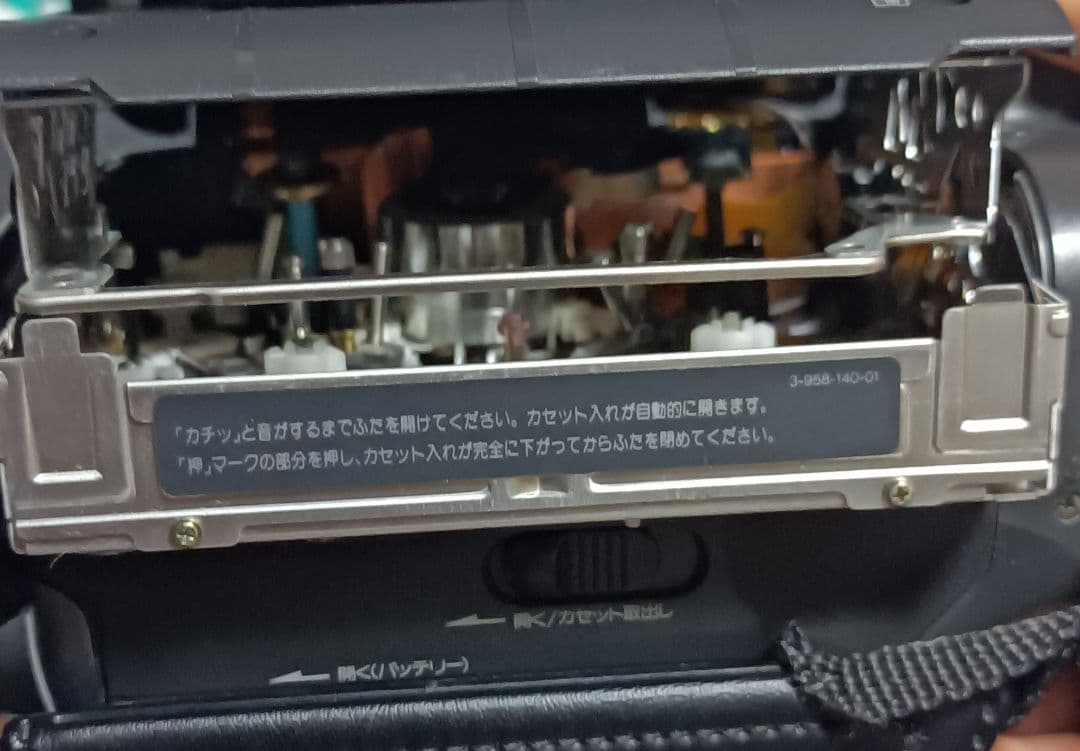 3-958-140-01
「カチッ」と音がするまでふたを開けてください。カセット入れが自動的に開きます。
「押」マークの部分を押し、カセット入れが完全に下がってからふたを閉めてください。
開く/カセット取出し
開く(バッテリー)